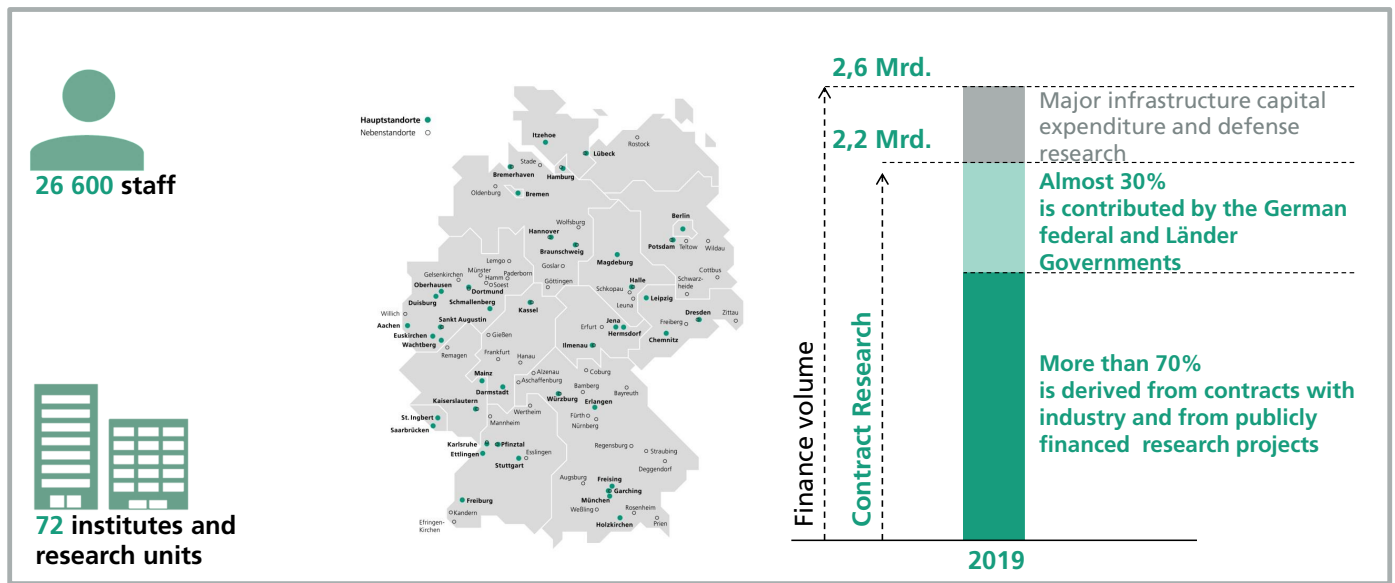 26 600 staff
72 institutes and
research units
Hauptstandorte
Nebenstandorte
Itzehoe
Rostock
Lübeck
Stade
Bremerhaven
Hamburg
Oldenburg
Bremen
Berlin
Wolfsburg
Hannover
Braunschweig
Potsdam
Teltow
Wildau
Magdeburg
Lemgo
Goslar
Cottbus
Münster
Gelsenkirchen
Hamm
Paderborn
Soest
Göttingen
Halle
Schwarz-
heide
Oberhausen
Dortmund
Schkopau
Leipzig
Duisburg
Schmallenberg
Kassel
Leuna
Dresden
Willich
Sankt Augustin
Jena
Zittau
Aachen
Erfurt
Freiberg
Euskirchen
Hermsdorf
Chemnitz
Wachtberg
Gießen
Ilmenau
Remagen
Frankfurt
Hanau
Mainz
Alzenau
Coburg
Aschaffenburg
Bamberg
Darmstadt
Bayreuth
Kaiserslautern
Würzburg
Erlangen
Wertheim
St. Ingbert
Mannheim
Fürth
Saarbrücken
Nürnberg
Karlsruhe
Pfinztal
Regensburg
Ettlingen
Esslingen
Straubing
Stuttgart
Deggendorf
Augsburg
Freising
Garching
Freiburg
München
Kandern
Weßling
Rosenheim
Efringen-
Kirchen
Holzkirchen
Prien
2,6 Mrd.
2,2 Mrd.
Finance volume
Contract Research
Major infrastructure capital
expenditure and defense
research
Almost 30%
is contributed by the German
federal and Länder
Governments
More than 70%
is derived from contracts with
industry and from publicly
financed research projects
2019